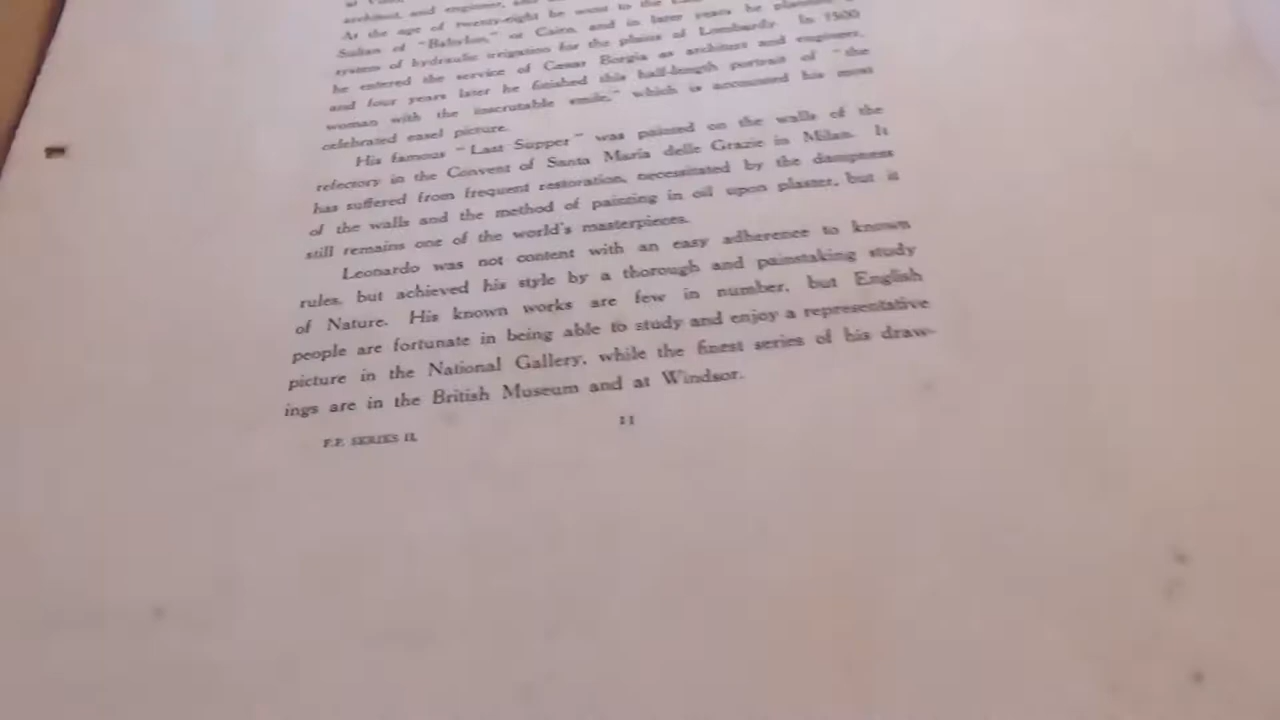 architect, and engineer, and
At the age of twenty-eight he went to the
Sultan of "Babylon," or Cairo, and in later years he planned
system of hydraulic irrigation for the plains of Lombardy. In 1500
he entered the service of Cæsar Borgia as architect and engineer,
and four years later he finished this half-length portrait of "the
woman with the inscrutable smile," which is accounted his most
celebrated easel picture.
His famous "Last Supper" was painted on the walls of the
refectory in the Convent of Santa Maria delle Grazie in Milan. It
has suffered from frequent restoration, necessitated by the dampness
of the walls and the method of painting in oil upon plaster, but it
still remains one of the world's masterpieces.
Leonardo was not content with an easy adherence to known
rules, but achieved his style by a thorough and painstaking study
of Nature. His known works are few in number, but English
people are fortunate in being able to study and enjoy a representative
picture in the National Gallery, while the finest series of his draw-
ings are in the British Museum and at Windsor.
11
F.P. SERIES II.